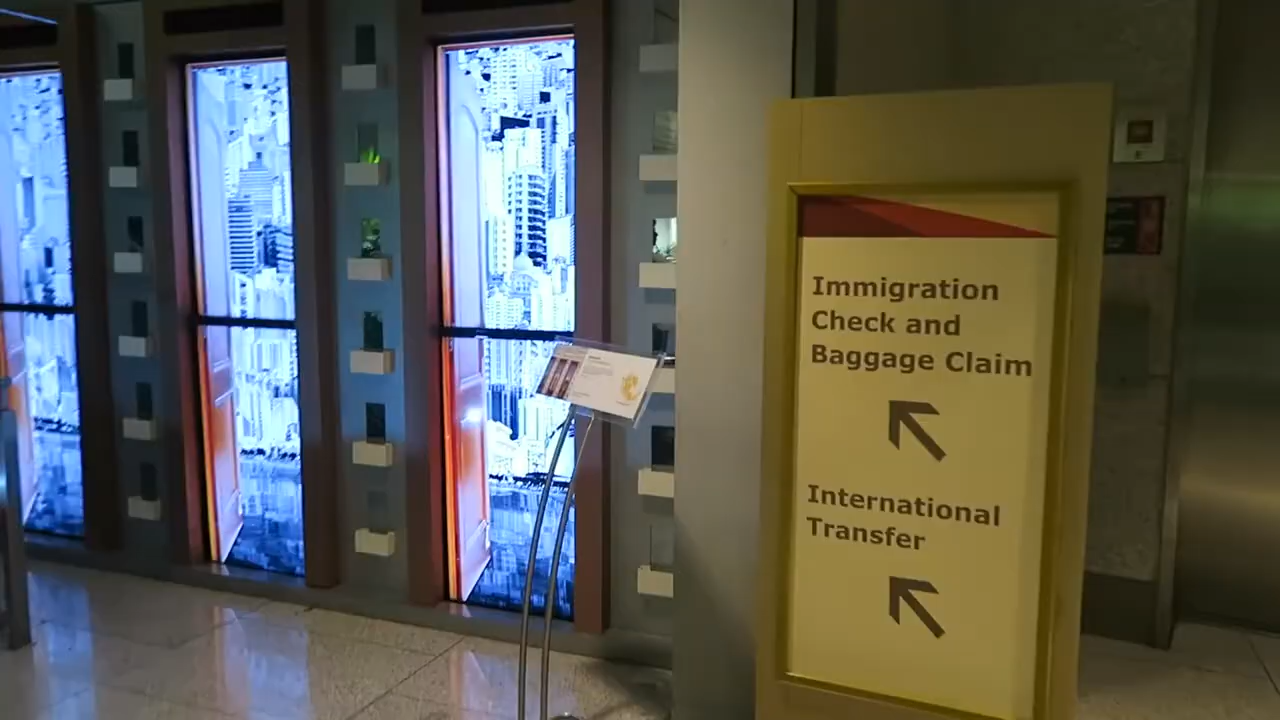 Immigration
Check and
Baggage Claim
International
Transfer